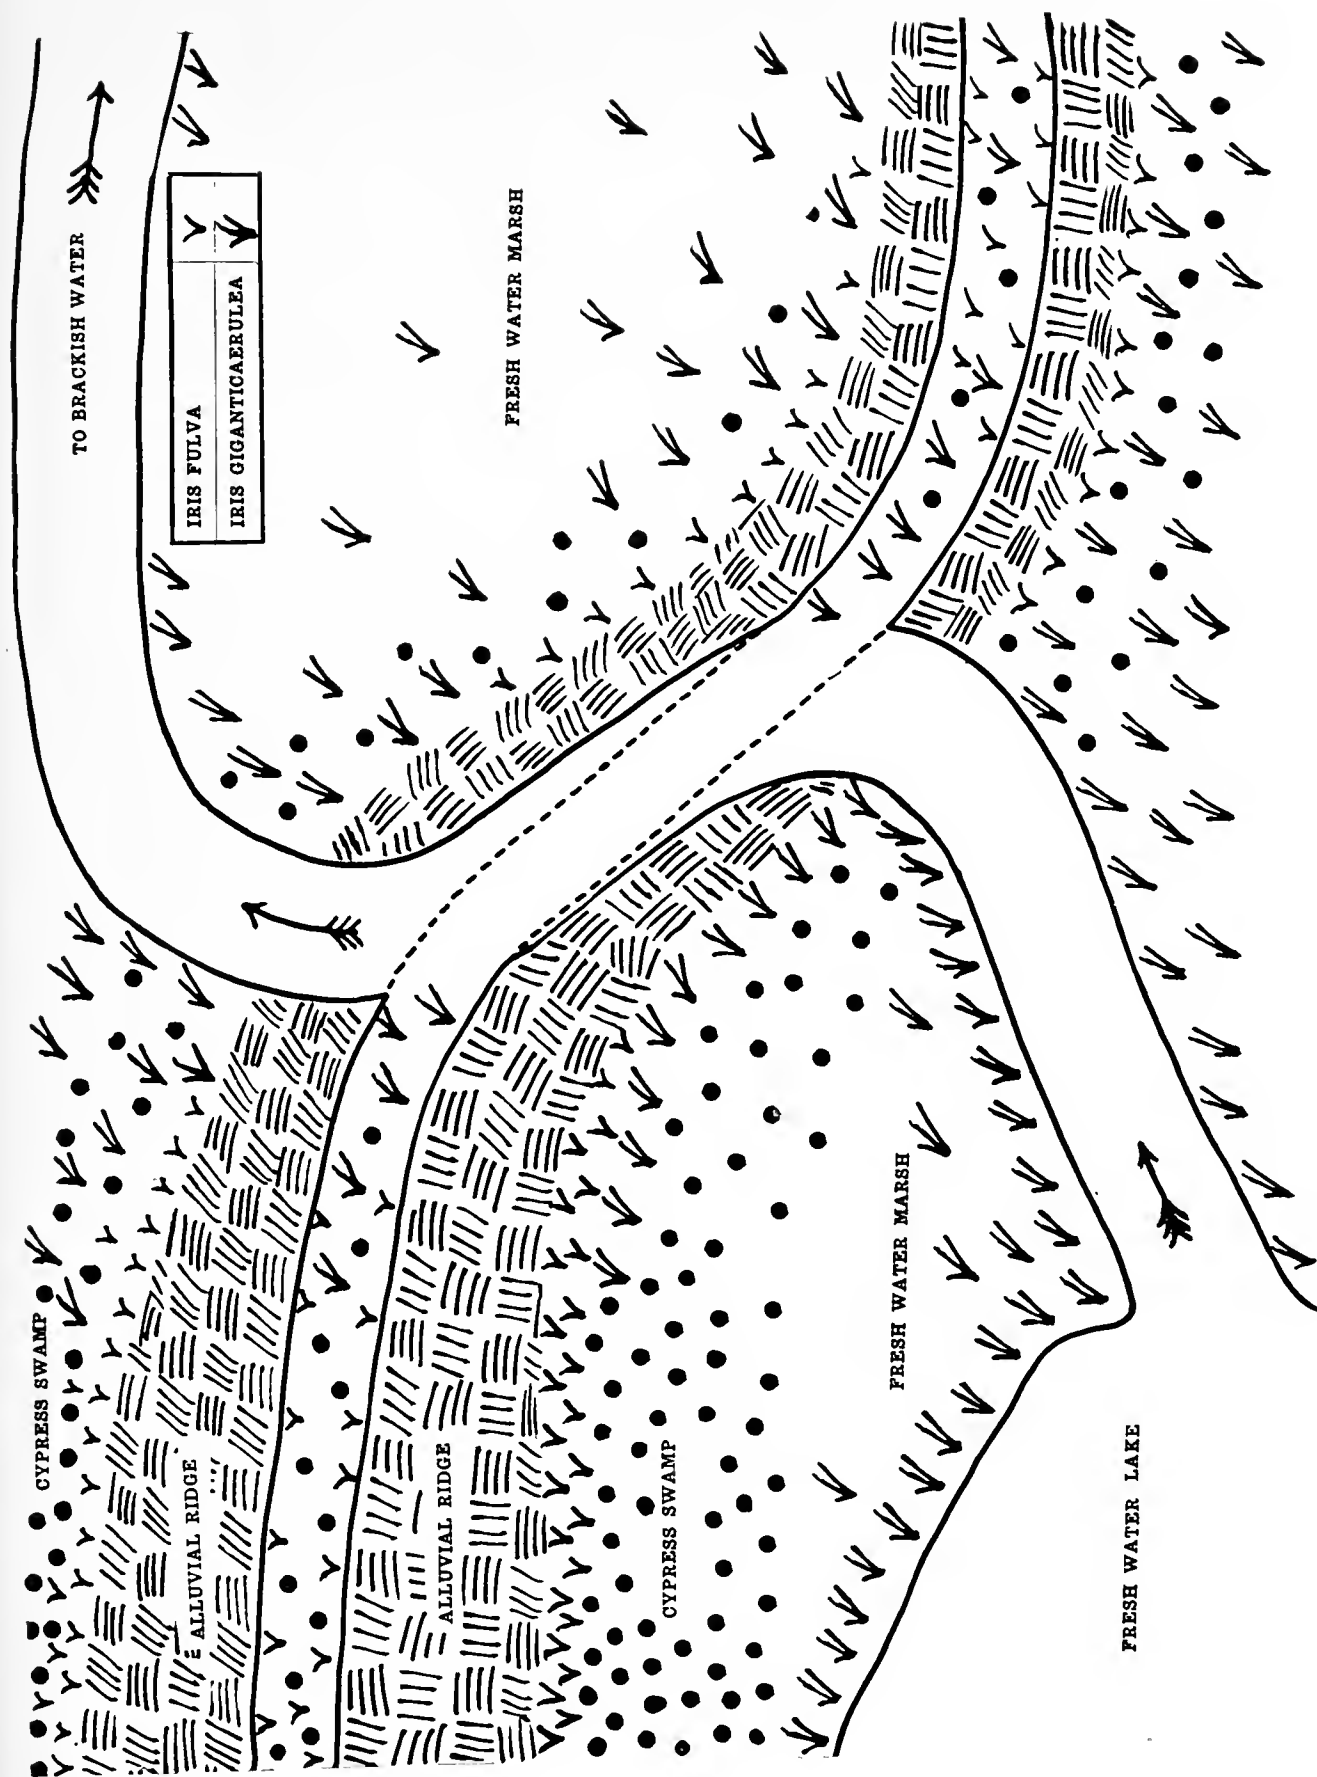 TO BRACKISH WATER
IRIS FULVA
IRIS GIGANTICAERULEA
FRESH WATER MARSH
CYPRESS SWAMP
ALLUVIAL RIDGE
ALLUVIAL RIDGE
CYPRESS SWAMP
FRESH WATER MARSH
FRESH WATER LAKE